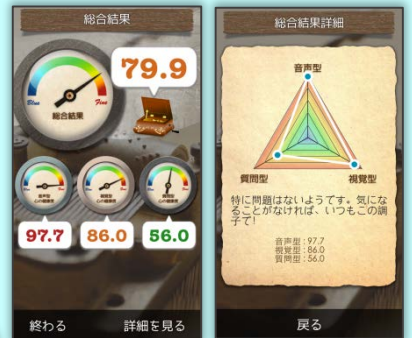 総合結果
79.9
Blue
Fine
総合結果
97.7
86.0
56.0
終わる
詳細を見る
総合結果詳細
音声型
質問型
視覚型
特に問題はないようです。気にな
ることがなければ、いつもこの調
子で!
音声型:97.7
視覚型:86.0
質問型:56.0
戻る